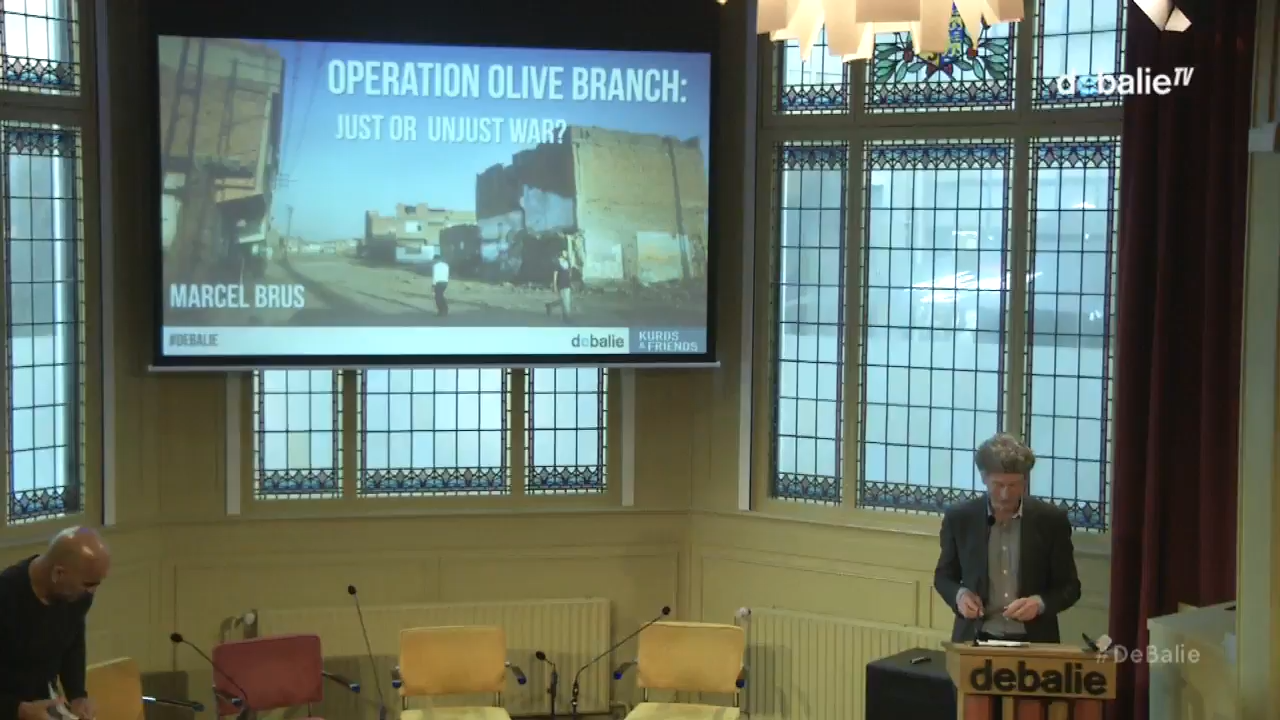 OPERATION OLIVE BRANCH:
JUST OR UNJUST WAR?
MARCEL BRUS
#DEBALIE
debalie
KURDS
& FRIENDS
debalieTV
#DeBalie
debalie